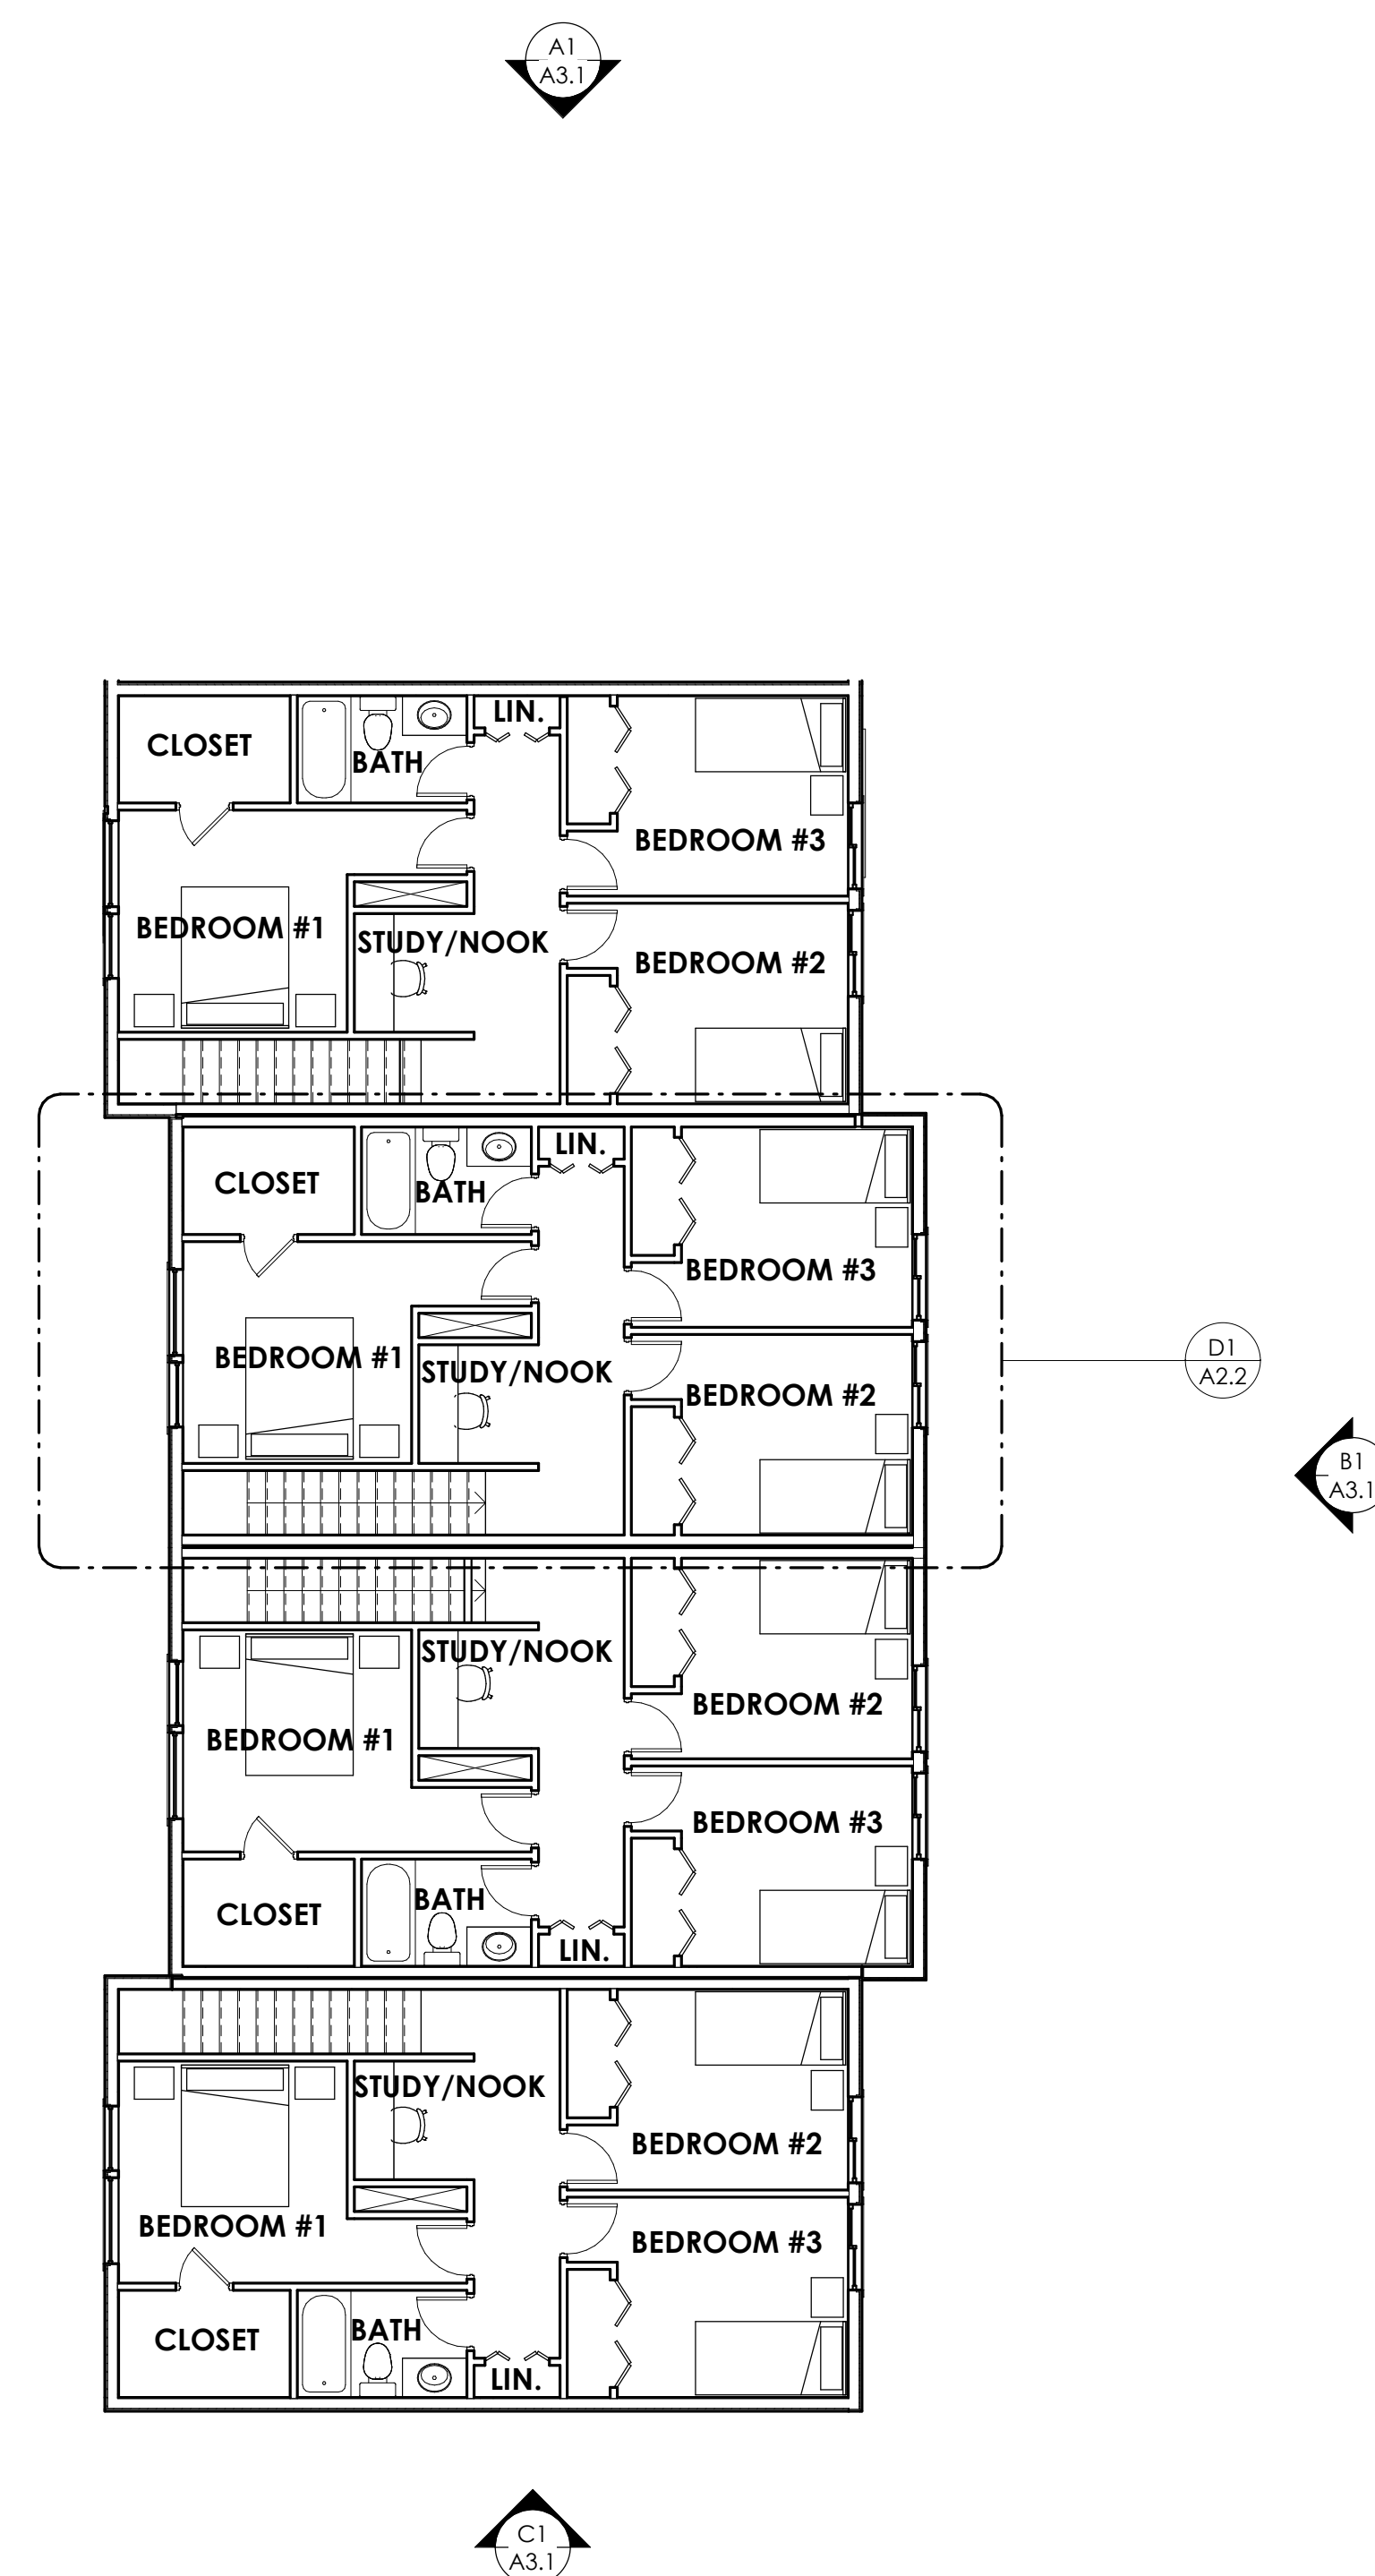 A1
A3.1
LIN.
CLOSET
BATH
BEDROOM #3
BEDROOM #1
STUDY/NOOK
BEDROOM #2
LIN.
CLOSET
BATH
BEDROOM #3
BEDROOM #1
STUDY/NOOK
BEDROOM #2
D1
A2.2
B1
A3.1
STUDY/NOOK
BEDROOM #2
BEDROOM #1
BEDROOM #3
BATH
CLOSET
LIN.
STUDY/NOOK
BEDROOM #2
BEDROOM #1
BEDROOM #3
BATH
CLOSET
LIN.
C1
A3.1